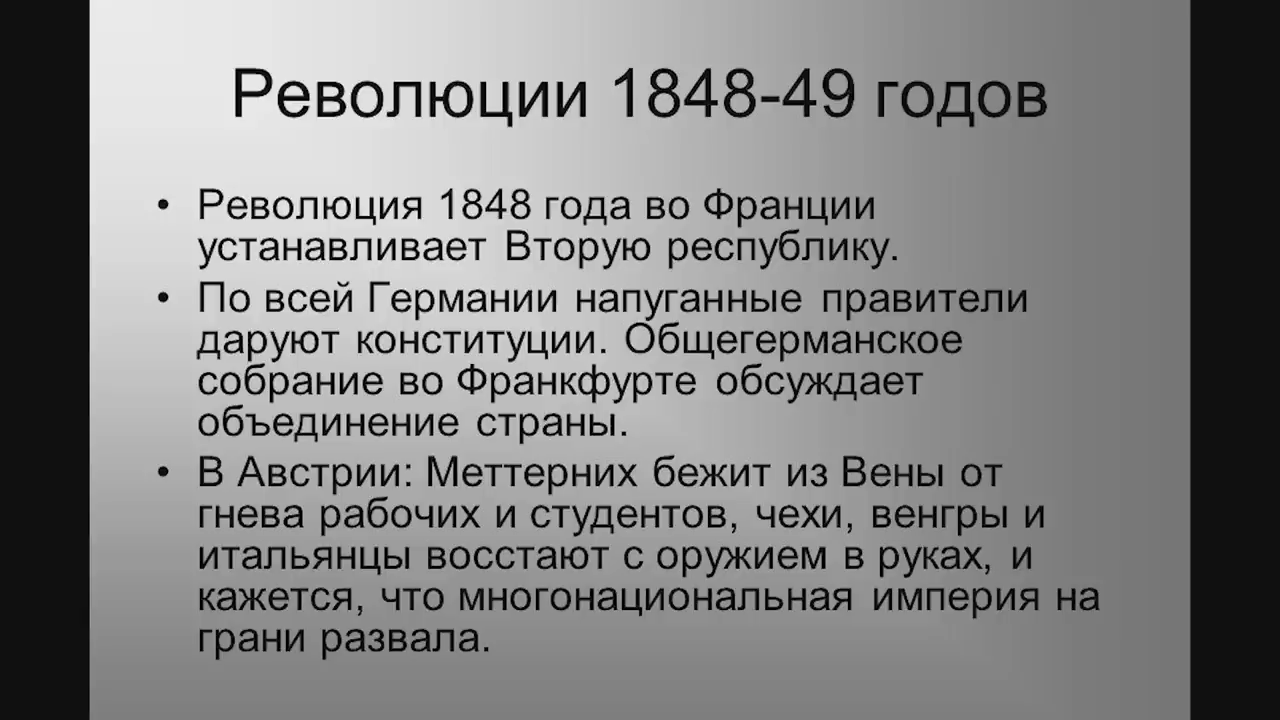 Революции 1848-49 годов
• Революция 1848 года во Франции
устанавливает Вторую республику.
• По всей Германии напуганные правители
даруют конституции. Общегерманское
собрание во Франкфурте обсуждает
объединение страны.
• В Австрии: Меттерних бежит из Вены от
гнева рабочих и студентов, чехи, венгры и
итальянцы восстают с оружием в руках, и
кажется, что многонациональная империя на
грани развала.